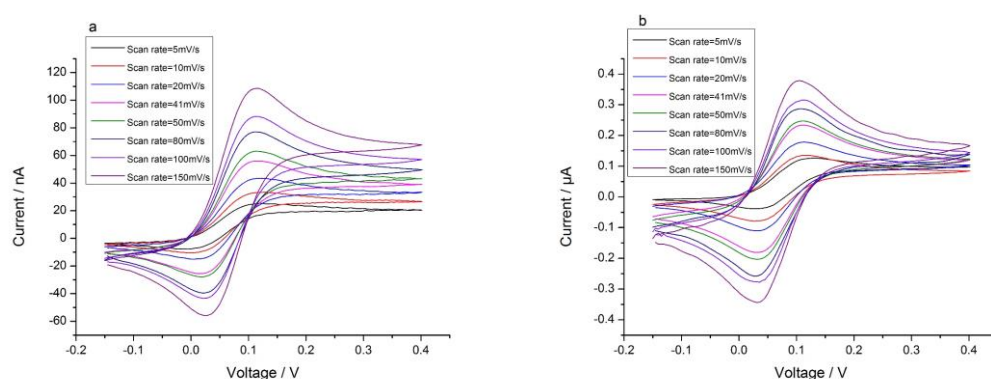 a
Scan rate=5mV/s
Scan rate=10mV/s
Scan rate=20mV/s
Scan rate=41mV/s
Scan rate=50mV/s
Scan rate=80mV/s
Scan rate=100mV/s
Scan rate=150mV/s
120
100
80
60
40
20
0
-20
-40
-60
Current / nA
-0.2 -0.1 0.0 0.1 0.2 0.3 0.4
Voltage / V
b
Scan rate=5mV/s
Scan rate=10mV/s
Scan rate=20mV/s
Scan rate=41mV/s
Scan rate=50mV/s
Scan rate=80mV/s
Scan rate=100mV/s
Scan rate=150mV/s
0.4
0.3
0.2
0.1
0.0
-0.1
-0.2
-0.3
-0.4
Current / µA
-0.2 -0.1 0.0 0.1 0.2 0.3 0.4
Voltage / V